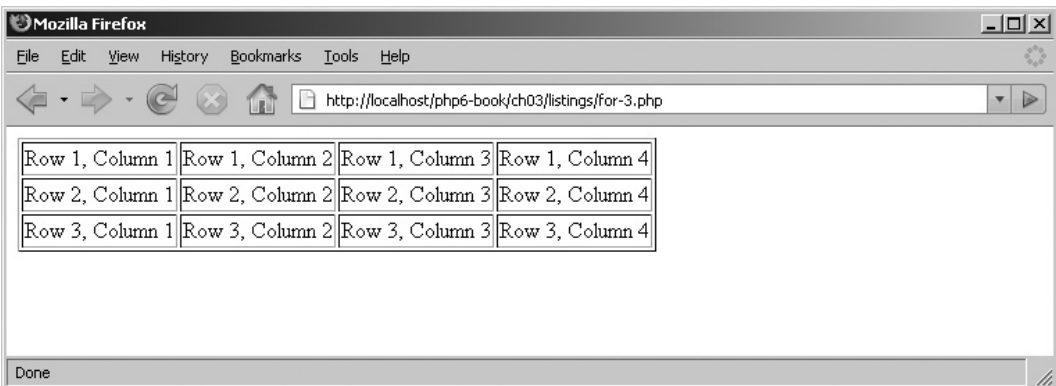 Mozilla Firefox
File Edit View History Bookmarks Tools Help
http://localhost/php6-book/ch03/listings/for-3.php
Row 1, Column 1 Row 1, Column 2 Row 1, Column 3 Row 1, Column 4
Row 2, Column 1 Row 2, Column 2 Row 2, Column 3 Row 2, Column 4
Row 3, Column 1 Row 3, Column 2 Row 3, Column 3 Row 3, Column 4
Done